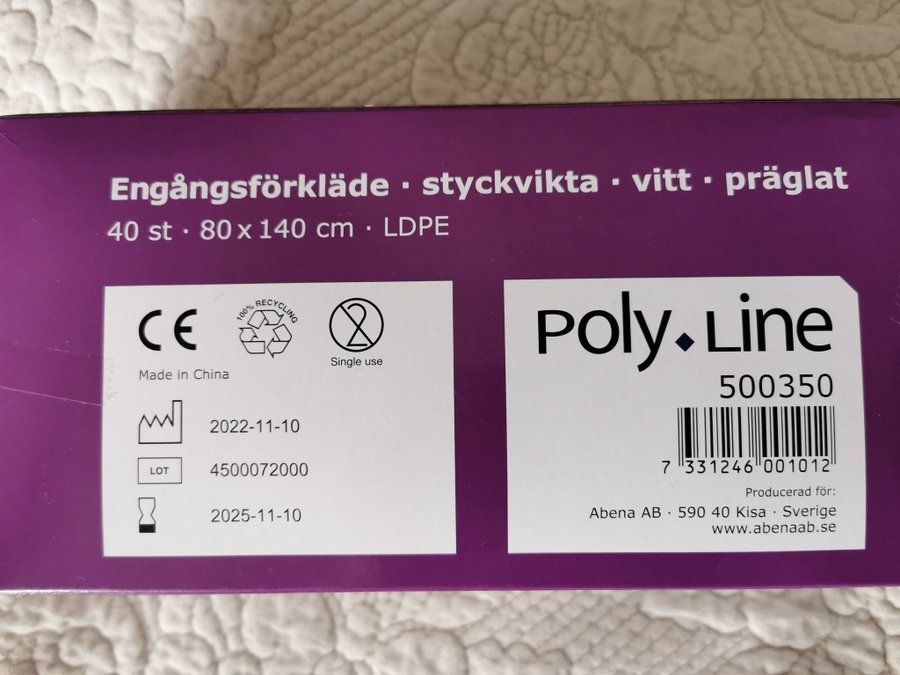 Engångsförkläde · styckvikta · vitt · präglat
40 st · 80 x 140 cm · LDPE
CE
100% RECYCLING
2
Single use
Made in China
2022-11-10
LOT
4500072000
2025-11-10
Poly Line
500350
7 331246 001012
Producerad för:
Abena AB · 590 40 Kisa · Sverige
www.abenaab.se